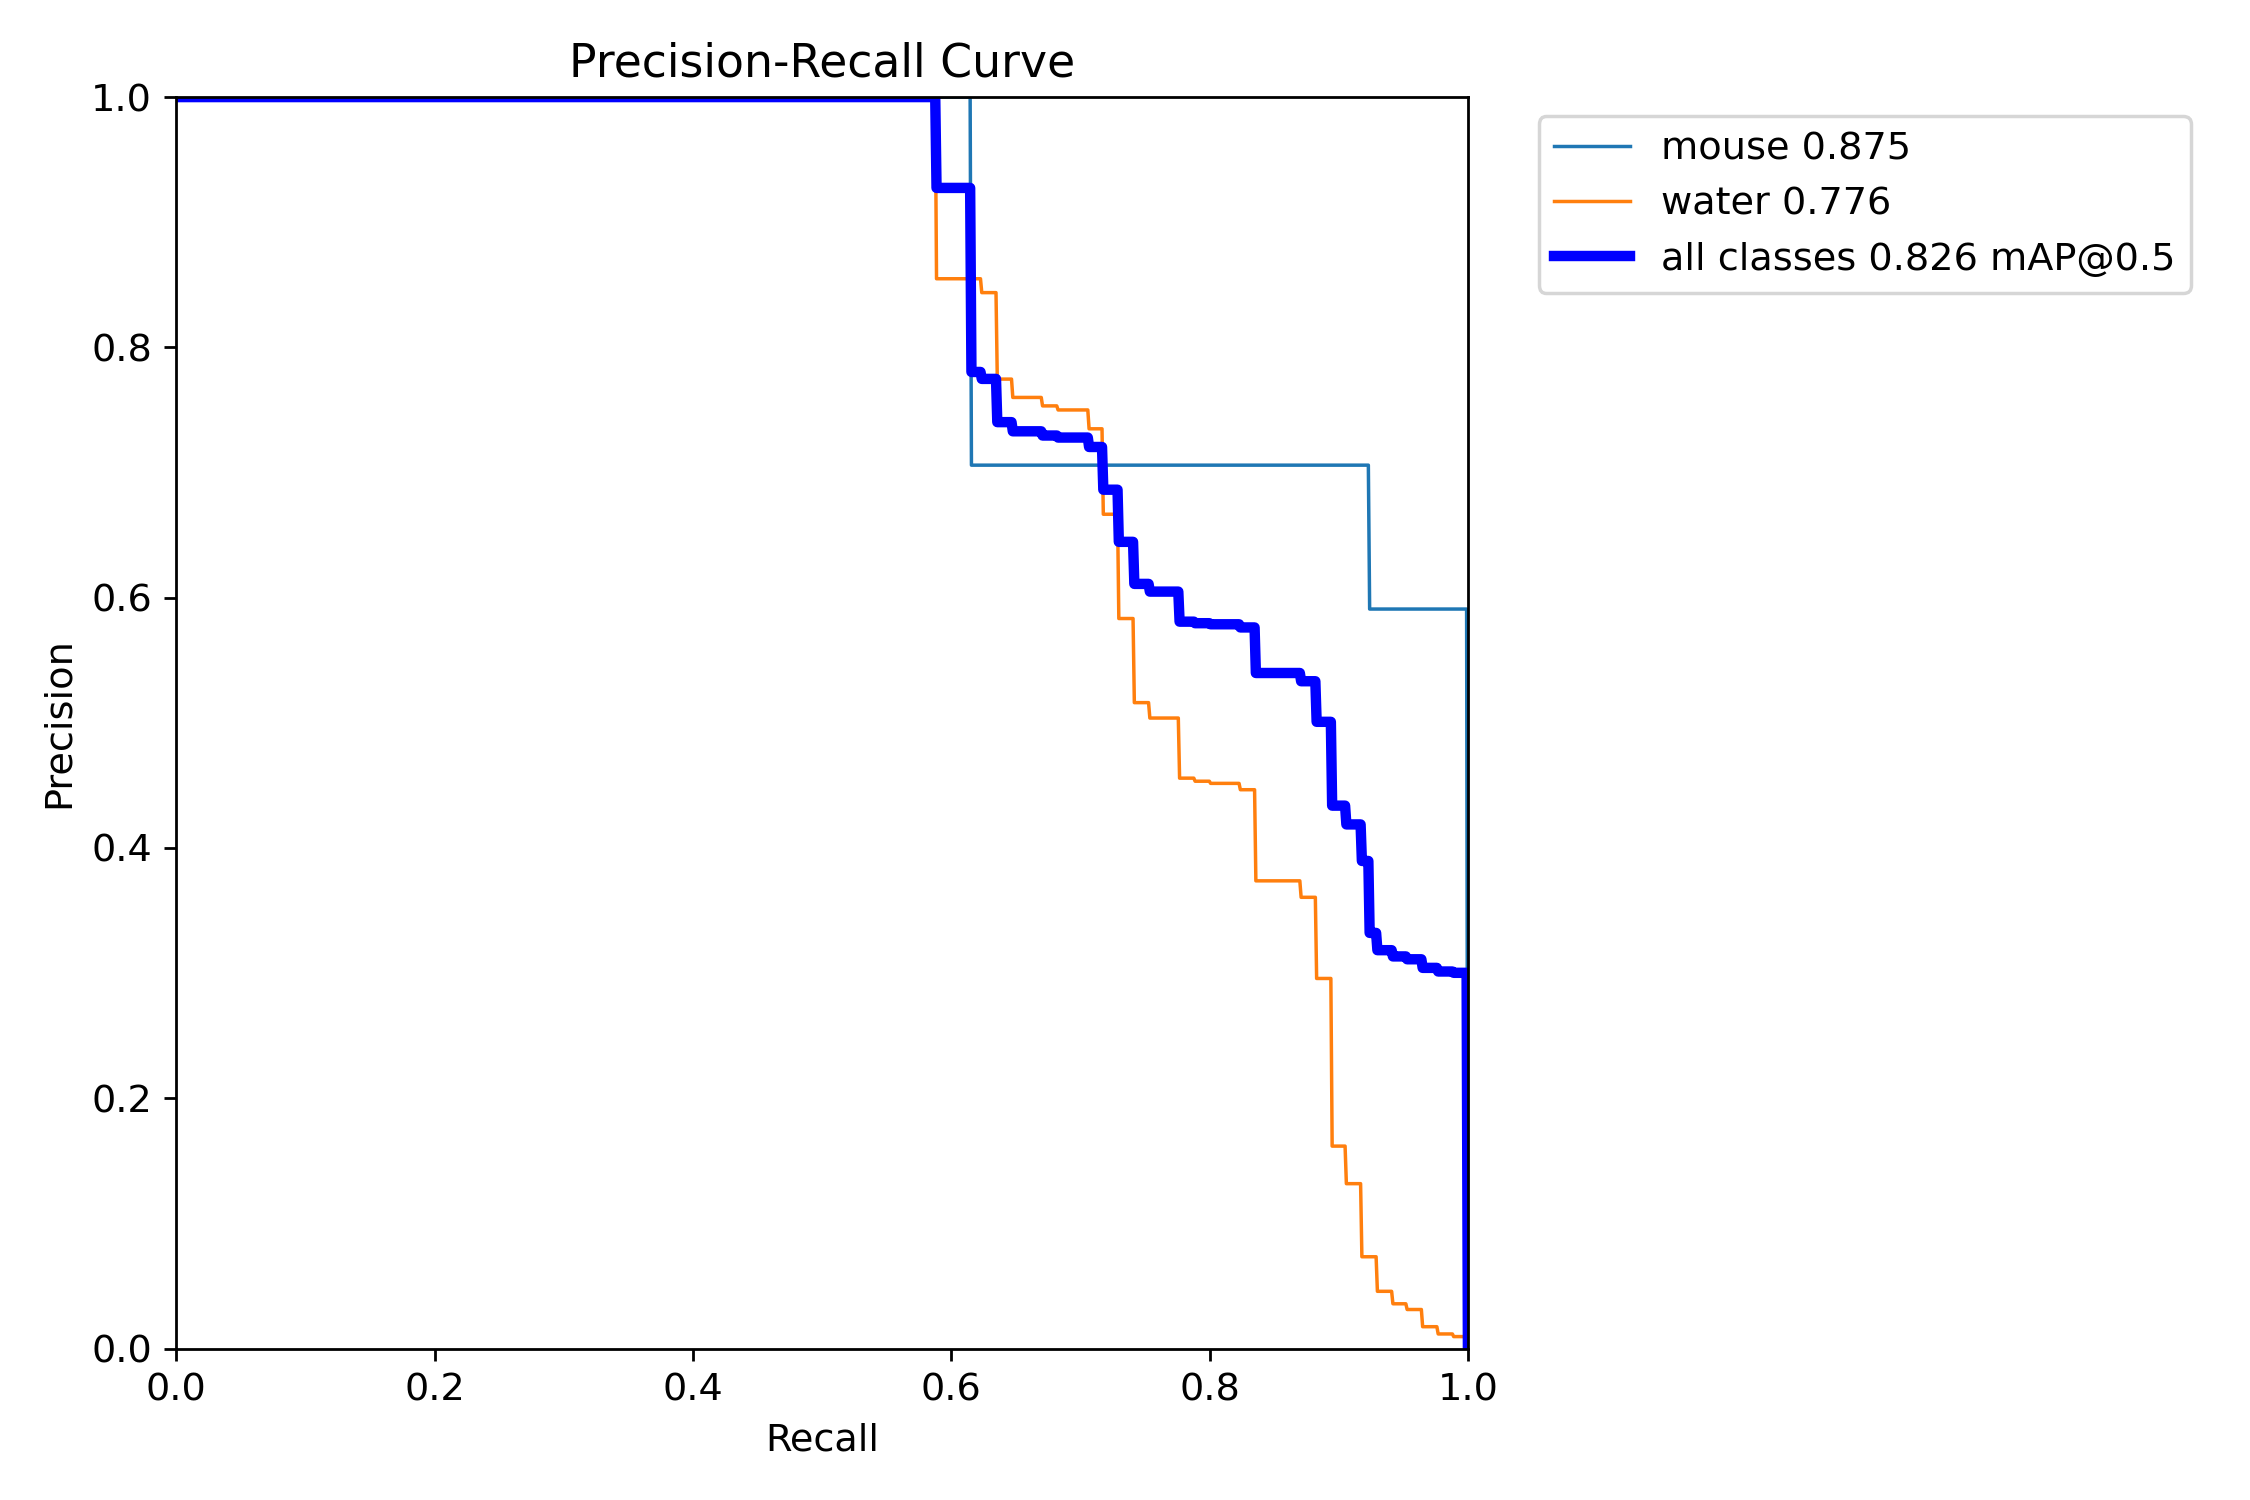 Precision-Recall Curve
1.0
0.8
0.6
0.4
0.2
0.0
Precision
0.0 0.2 0.4 0.6 0.8 1.0
Recall
mouse 0.875
water 0.776
all classes 0.826 mAP@0.5